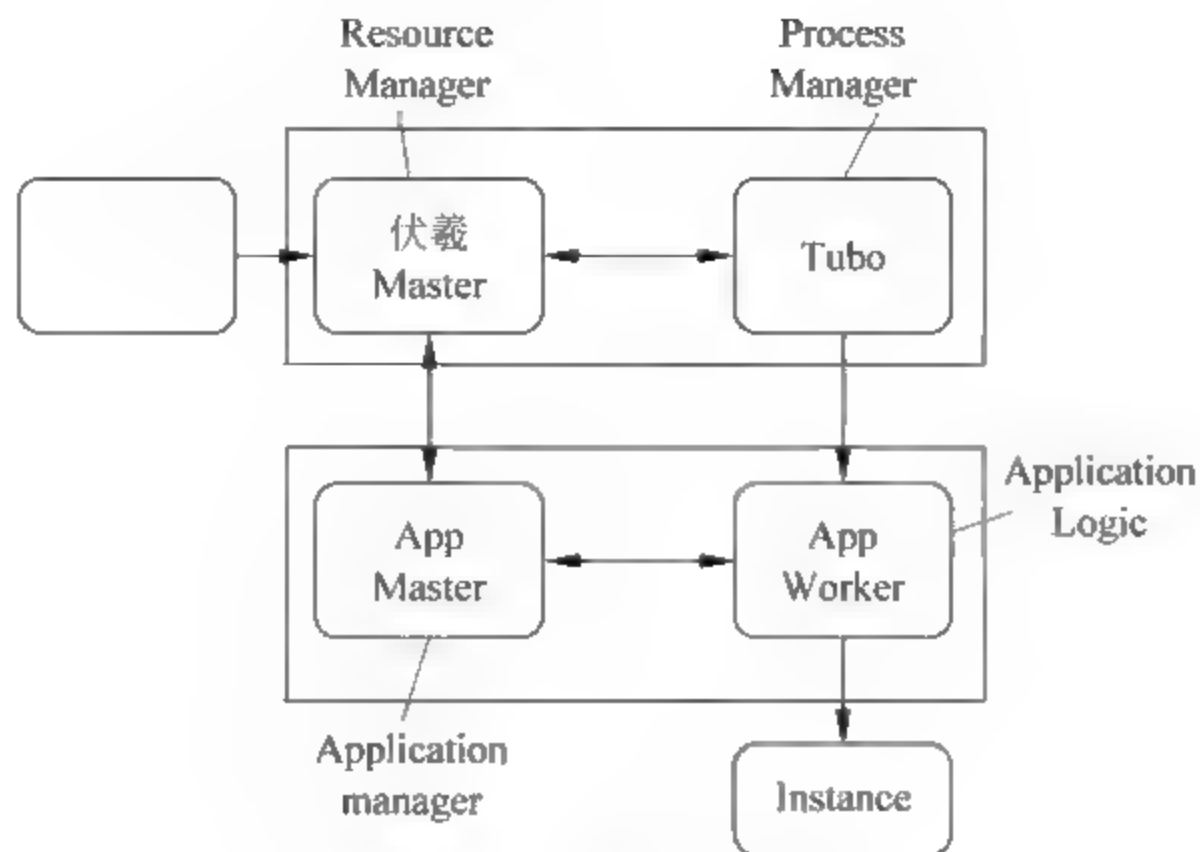 Resource
Manager
Process
Manager
伏羲
Master
Tubo
App
Master
App
Worker
Application
Logic
Application
manager
Instance